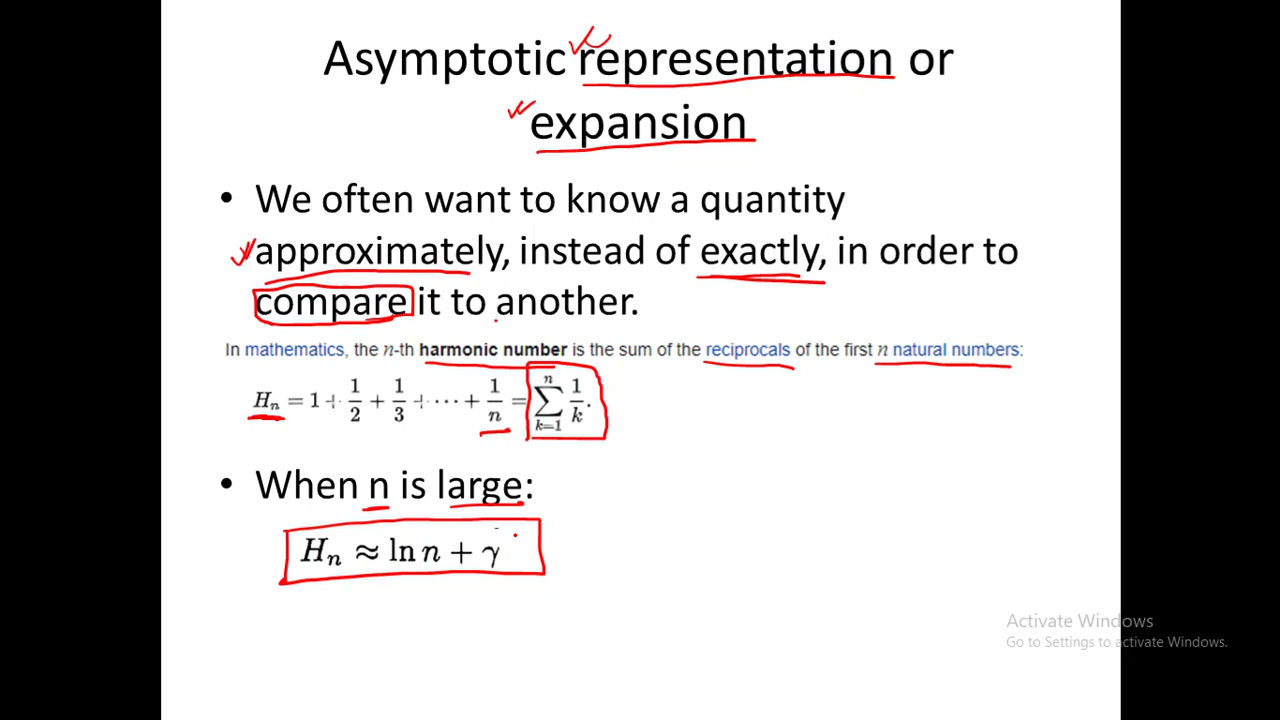 Asymptotic representation or
expansion
• We often want to know a quantity
approximately, instead of exactly, in order to
compare it to another.
In mathematics, the n-th harmonic number is the sum of the reciprocals of the first n natural numbers:
Hₙ = 1 + 1/2 + 1/3 + ⋯ + 1/n = ∑_{k=1}^{n} 1/k.
• When n is large:
Hₙ ≈ ln n + γ
Activate Windows
Go to Settings to activate Windows.